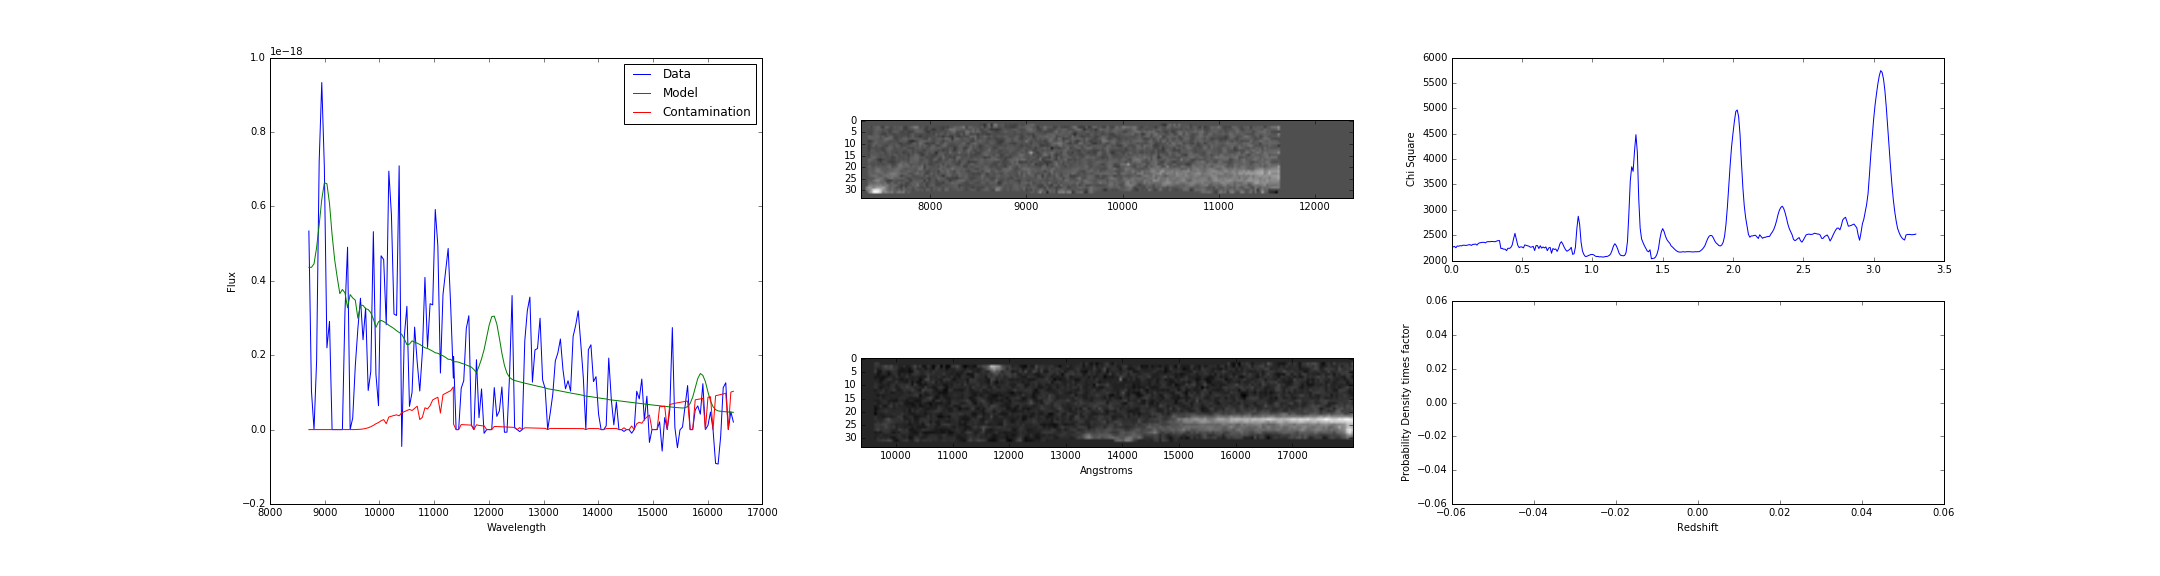 1e−18
1.0
0.8
0.6
0.4
0.2
0.0
−0.2
Flux
8000 9000 10000 11000 12000 13000 14000 15000 16000 17000
Wavelength
Data
Model
Contamination
0
5
10
15
20
25
30
8000 9000 10000 11000 12000
0
5
10
15
20
25
30
10000 11000 12000 13000 14000 15000 16000 17000
Angstroms
6000
5500
5000
4500
4000
3500
3000
2500
2000
Chi Square
0.0 0.5 1.0 1.5 2.0 2.5 3.0 3.5
0.06
0.04
0.02
0.00
−0.02
−0.04
−0.06
Probability Density times factor
−0.06 −0.04 −0.02 0.00 0.02 0.04 0.06
Redshift